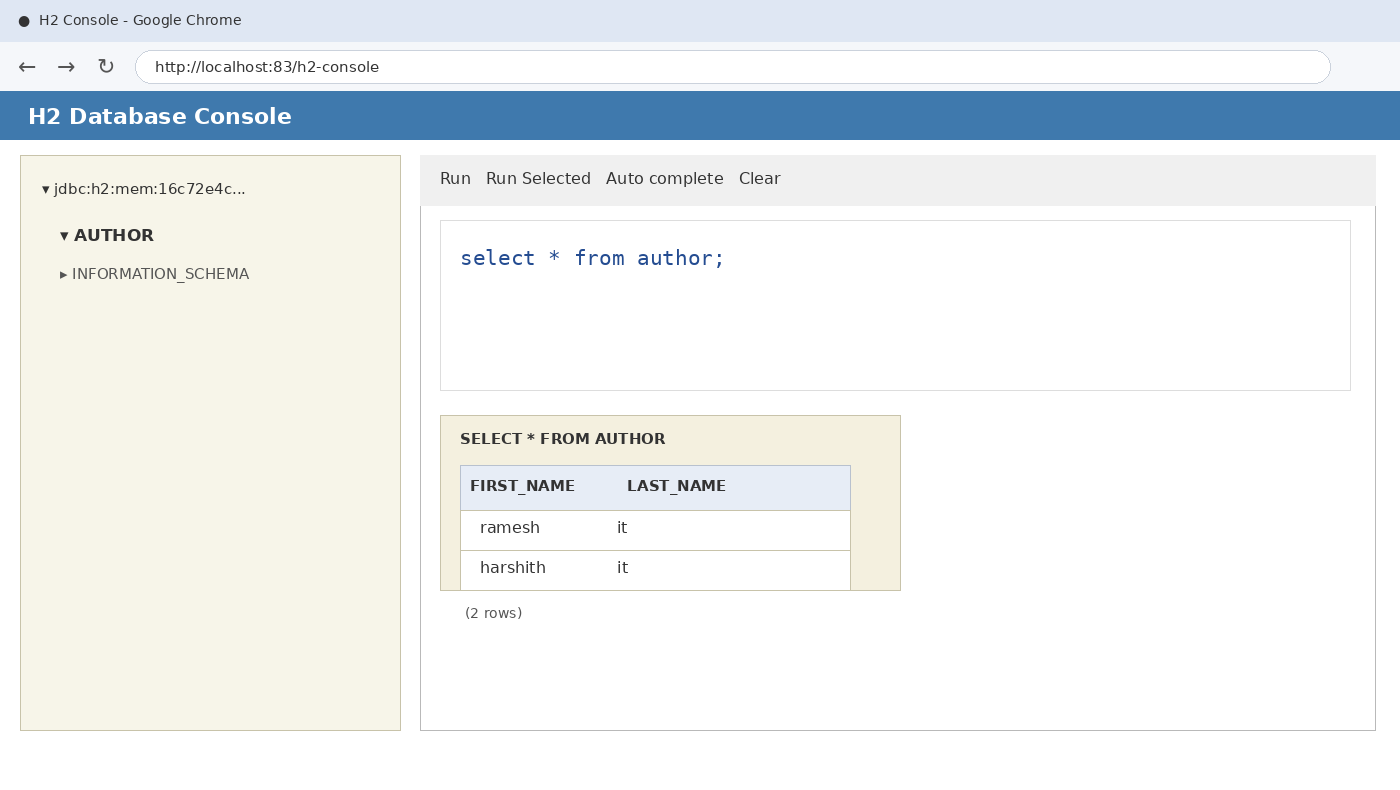 H2 Console - Google Chrome
http://localhost:83/h2-console
H2 Database Console
jdbc:h2:mem:16c72e4c...
AUTHOR
INFORMATION_SCHEMA
Run Run Selected Auto complete Clear
select * from author;
SELECT * FROM AUTHOR
FIRST_NAME LAST_NAME
ramesh it
harshith it
(2 rows)